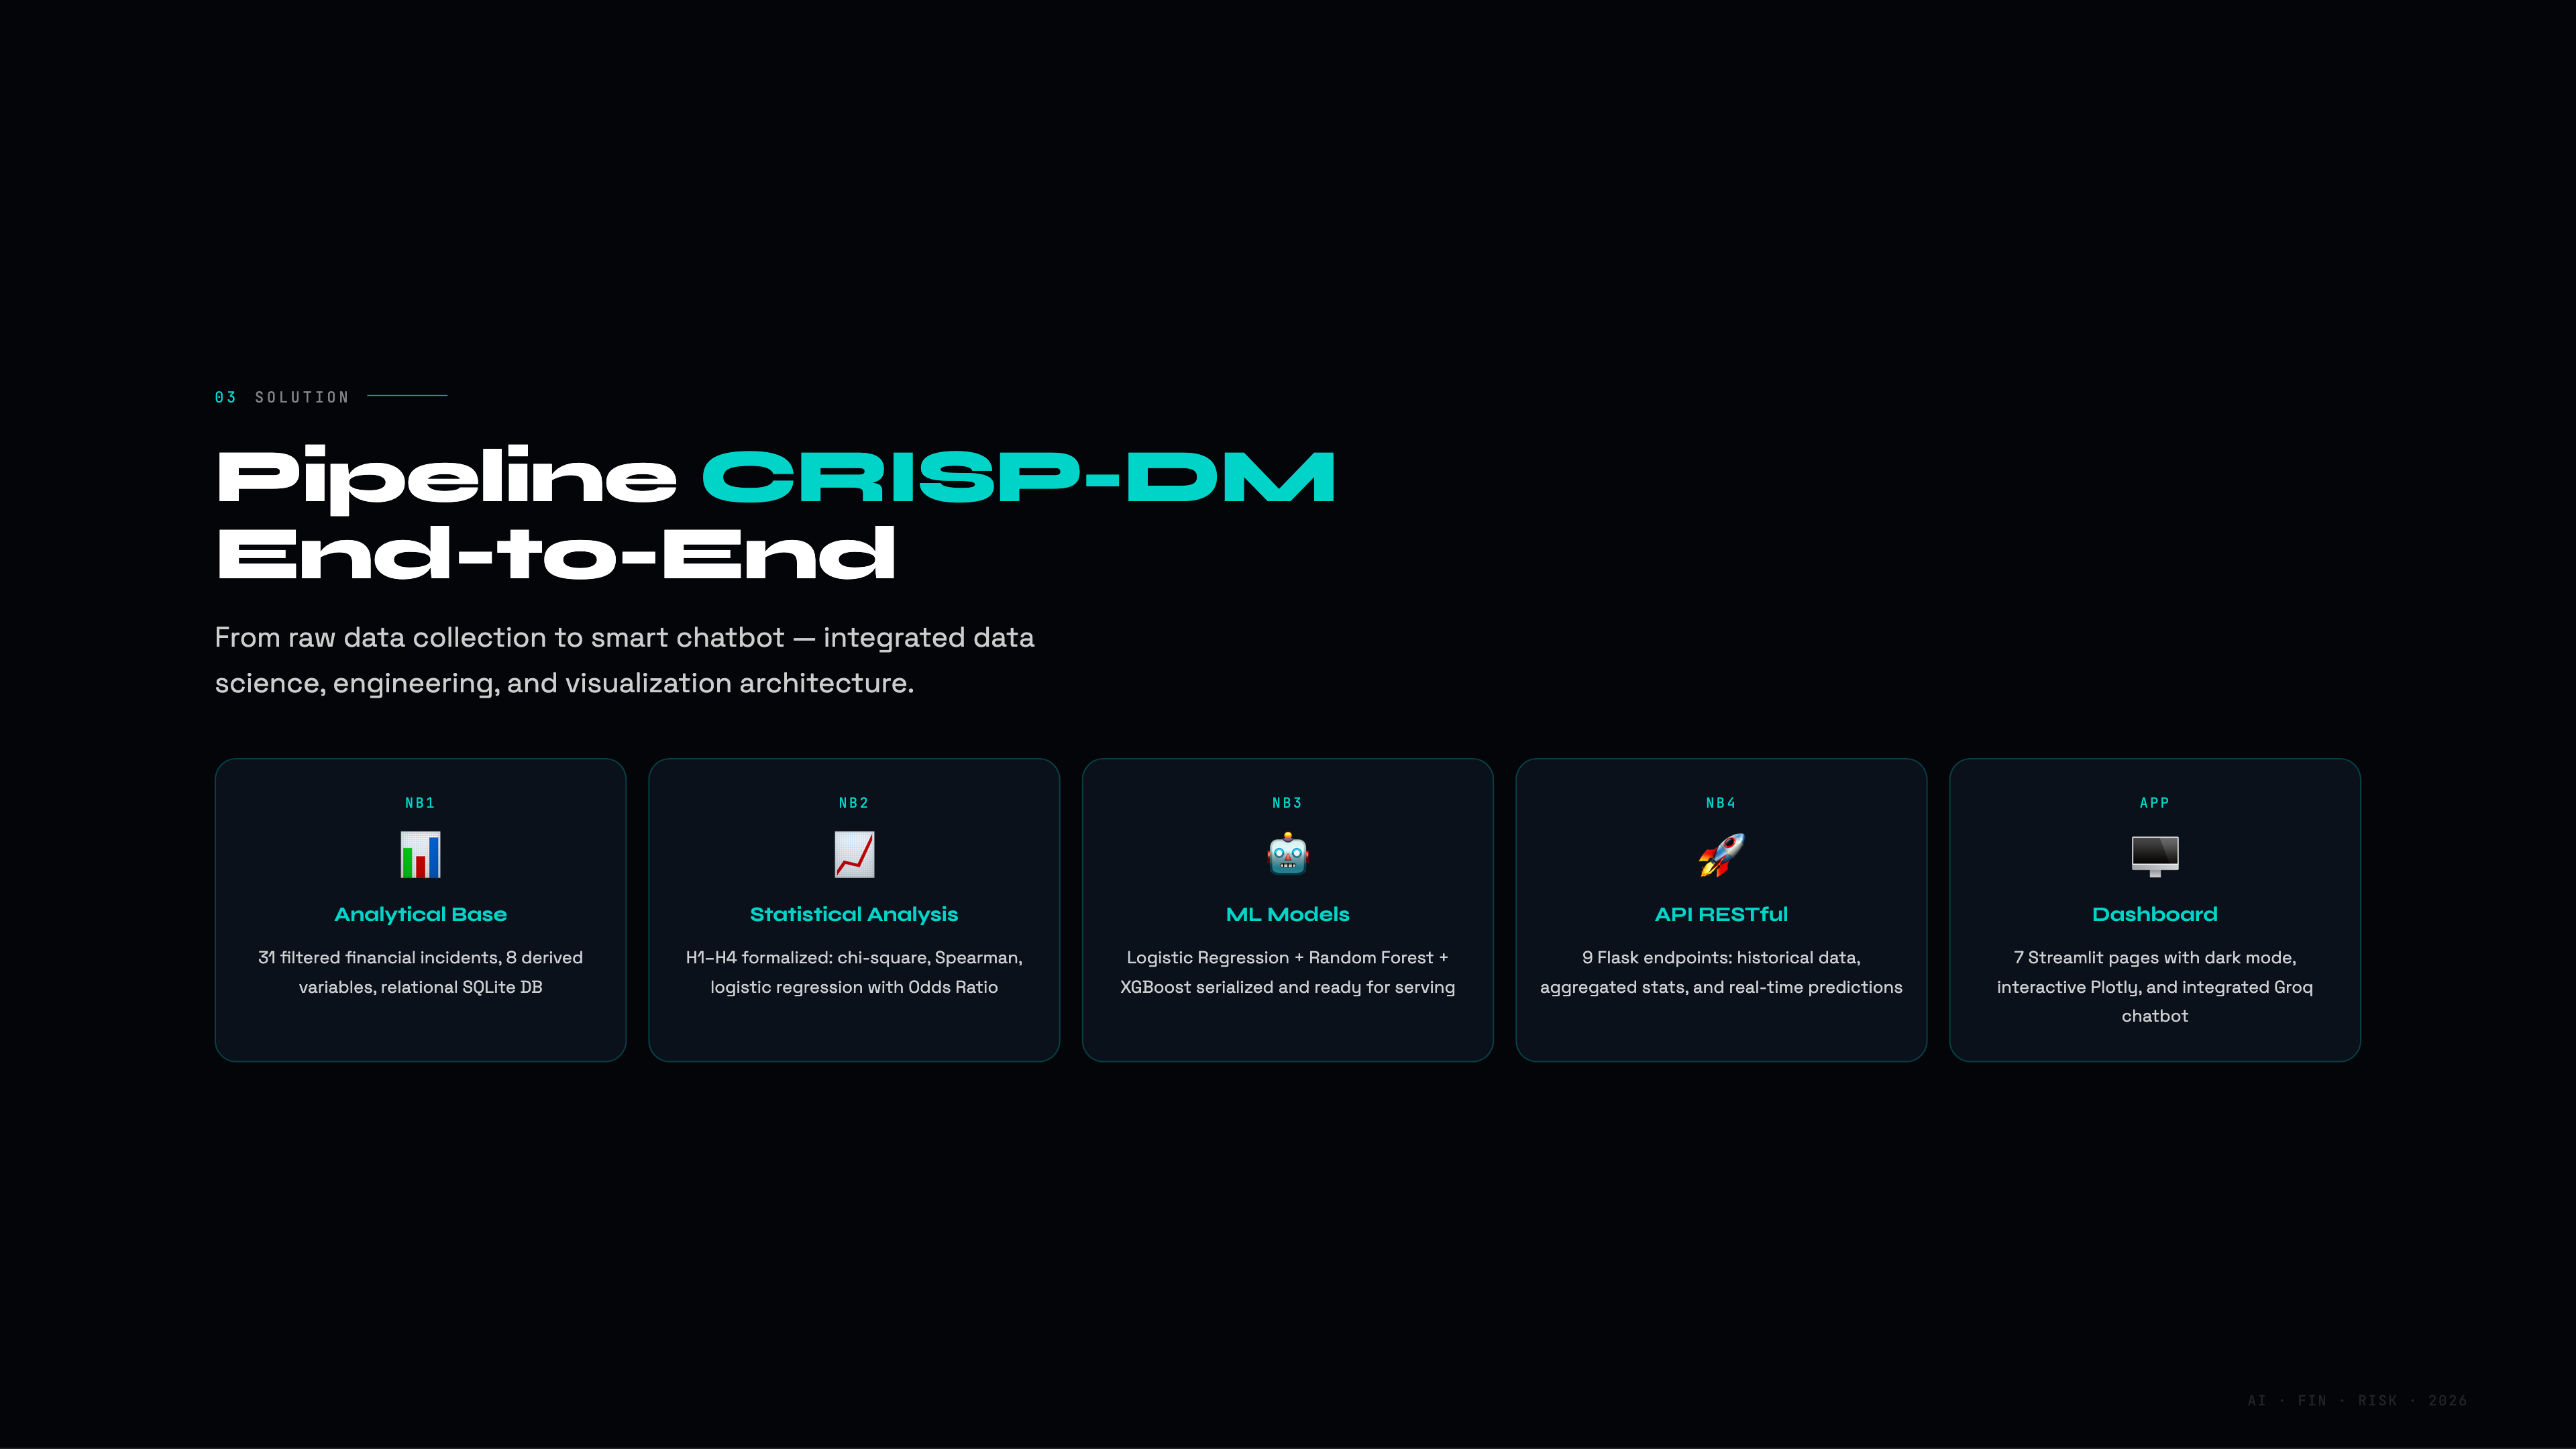 03 SOLUTION
Pipeline CRISP-DM
End-to-End
From raw data collection to smart chatbot — integrated data
science, engineering, and visualization architecture.
NB1
Analytical Base
31 filtered financial incidents, 8 derived
variables, relational SQLite DB
NB2
Statistical Analysis
H1–H4 formalized: chi-square, Spearman,
logistic regression with Odds Ratio
NB3
ML Models
Logistic Regression + Random Forest +
XGBoost serialized and ready for serving
NB4
API RESTful
9 Flask endpoints: historical data,
aggregated stats, and real-time predictions
APP
Dashboard
7 Streamlit pages with dark mode,
interactive Plotly, and integrated Groq
chatbot
AI · FIN · RISK · 2026